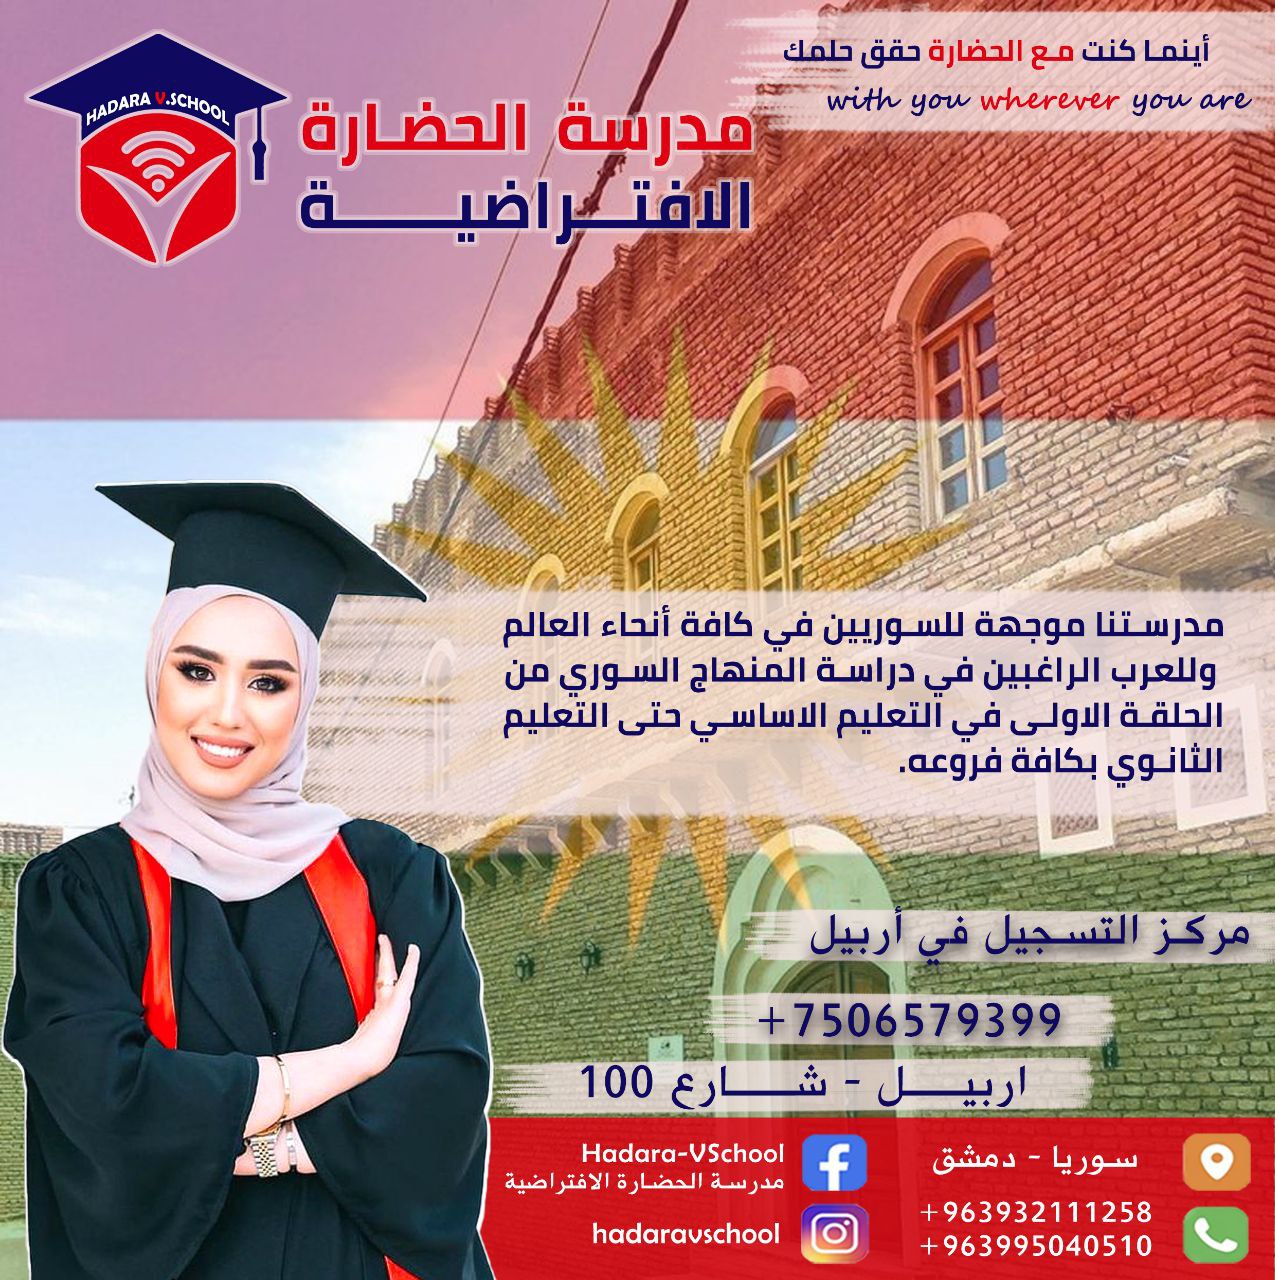 أينما كنت مع الحضارة حقق حلمك
with you wherever you are
HADARA V.SCHOOL
مدرسة الحضارة
الافتراضية
مدرستنا موجهة للسوريين في كافة أنحاء العالم
وللعرب الراغبين في دراسة المنهاج السوري من
الحلقة الاولى في التعليم الاساسي حتى التعليم
الثانوي بكافة فروعه.
مركز التسجيل في أربيل
+7506579399
اربيل - شارع 100
سوريا - دمشق
+963932111258
+963995040510
Hadara-VSchool
مدرسة الحضارة الافتراضية
hadaravschool